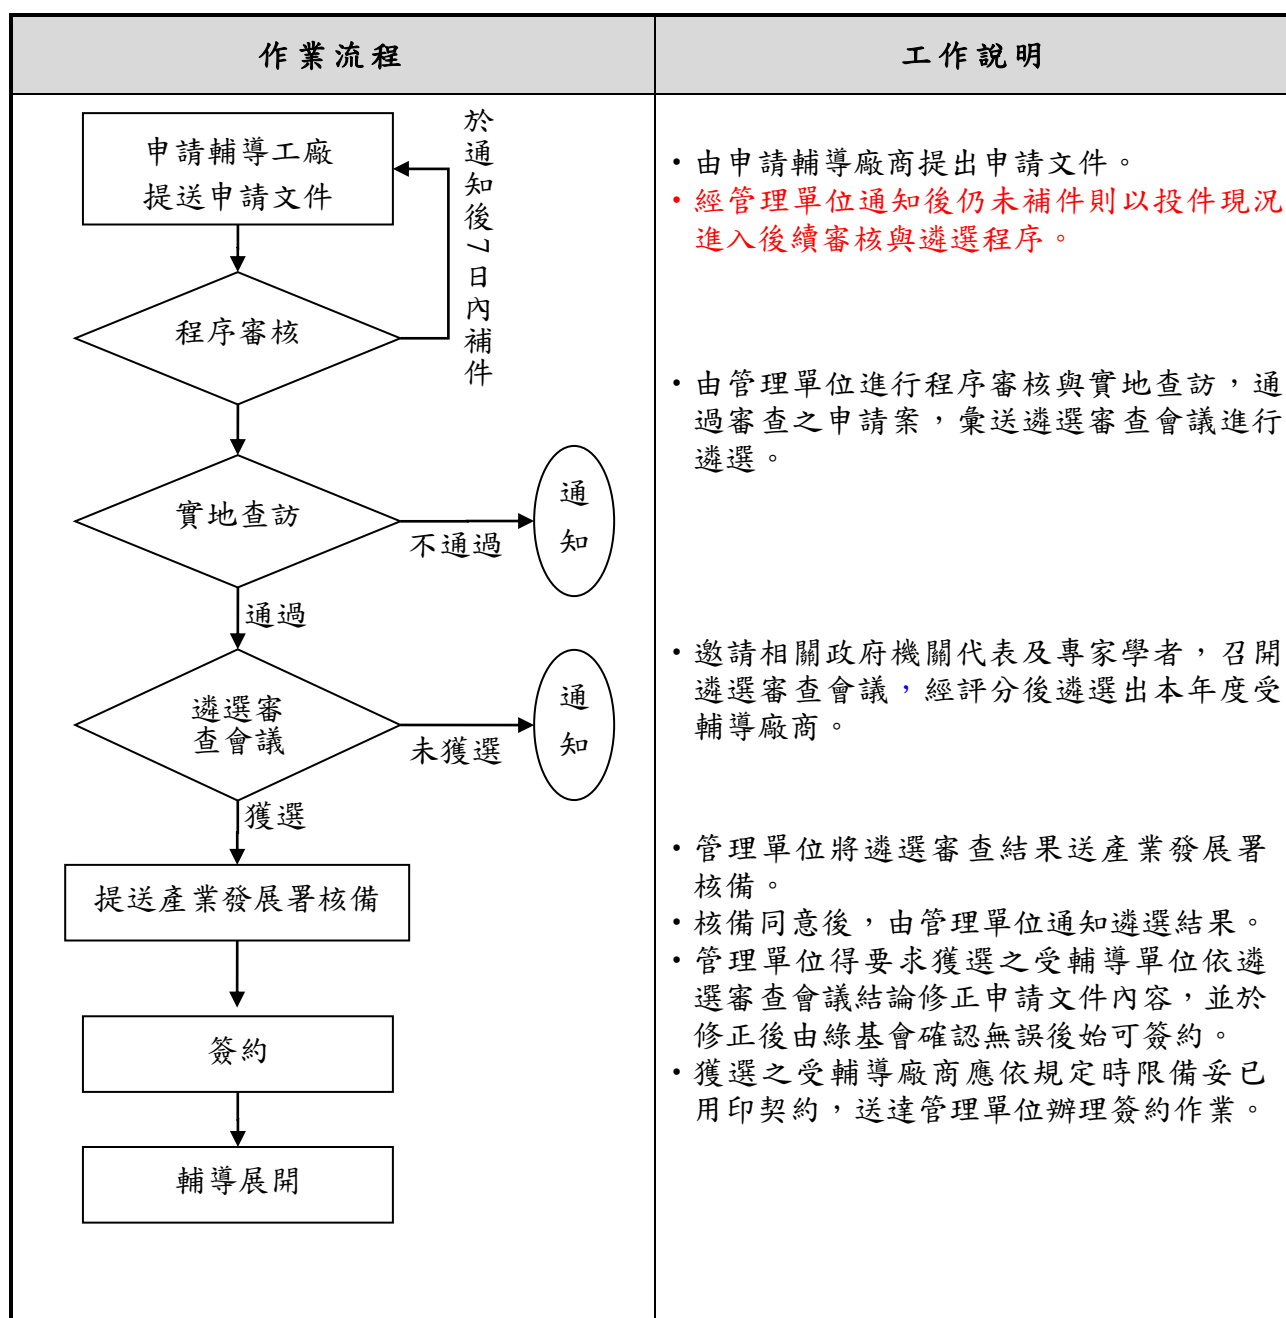 作業流程
工作說明
申請輔導工廠
提送申請文件
於通知後7日內補件
程序審核
實地查訪
不通過
通知
通過
遴選審
查會議
未獲選
通知
獲選
提送產業發展署核備
簽約
輔導展開
•由申請輔導廠商提出申請文件。
•經管理單位通知後仍未補件則以投件現況
進入後續審核與遴選程序。
•由管理單位進行程序審核與實地查訪，通
過審查之申請案，彙送遴選審查會議進行
遴選。
•邀請相關政府機關代表及專家學者，召開
遴選審查會議，經評分後遴選出本年度受
輔導廠商。
•管理單位將遴選審查結果送產業發展署
核備。
•核備同意後，由管理單位通知遴選結果。
•管理單位得要求獲選之受輔導單位依遴
選審查會議結論修正申請文件內容，並於
修正後由綠基會確認無誤後始可簽約。
•獲選之受輔導廠商應依規定時限備妥已
用印契約，送達管理單位辦理簽約作業。